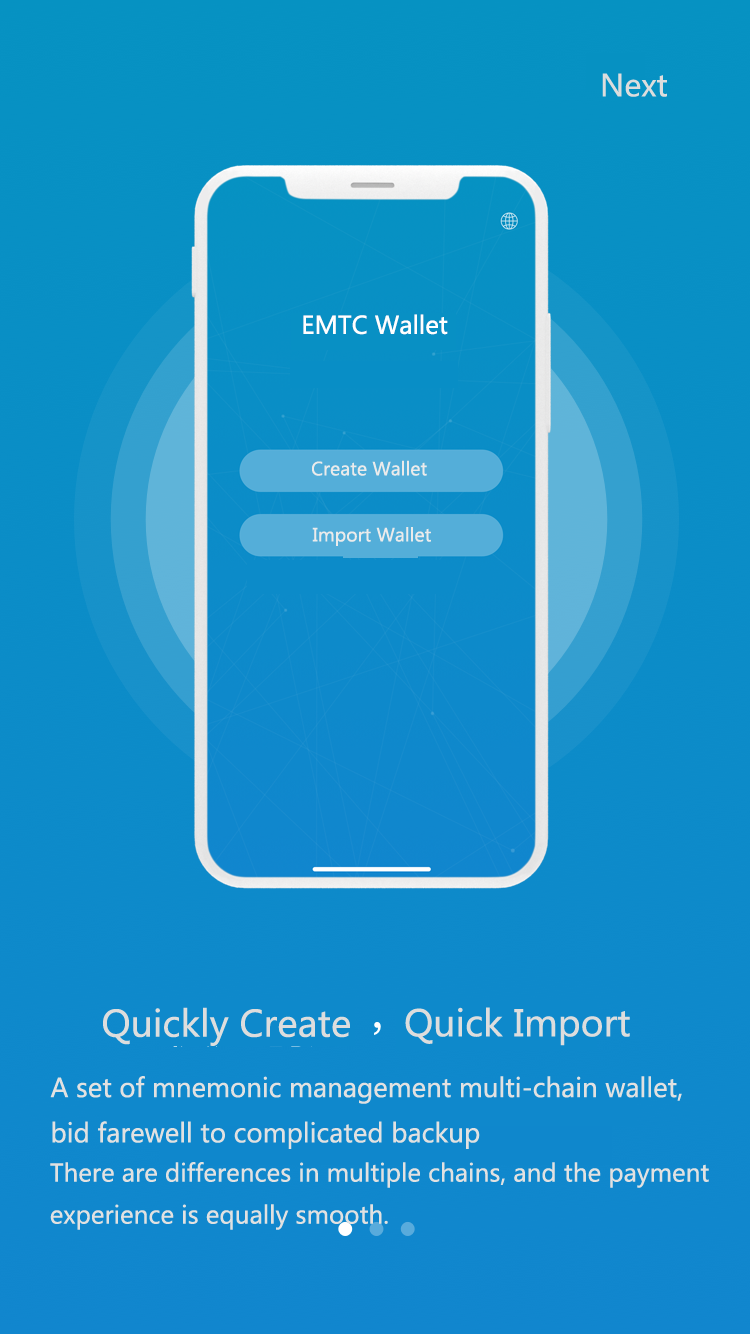 Next
EMTC Wallet
Create Wallet
Import Wallet
Quickly Create ，Quick Import
A set of mnemonic management multi-chain wallet,
bid farewell to complicated backup
There are differences in multiple chains, and the payment
experience is equally smooth.